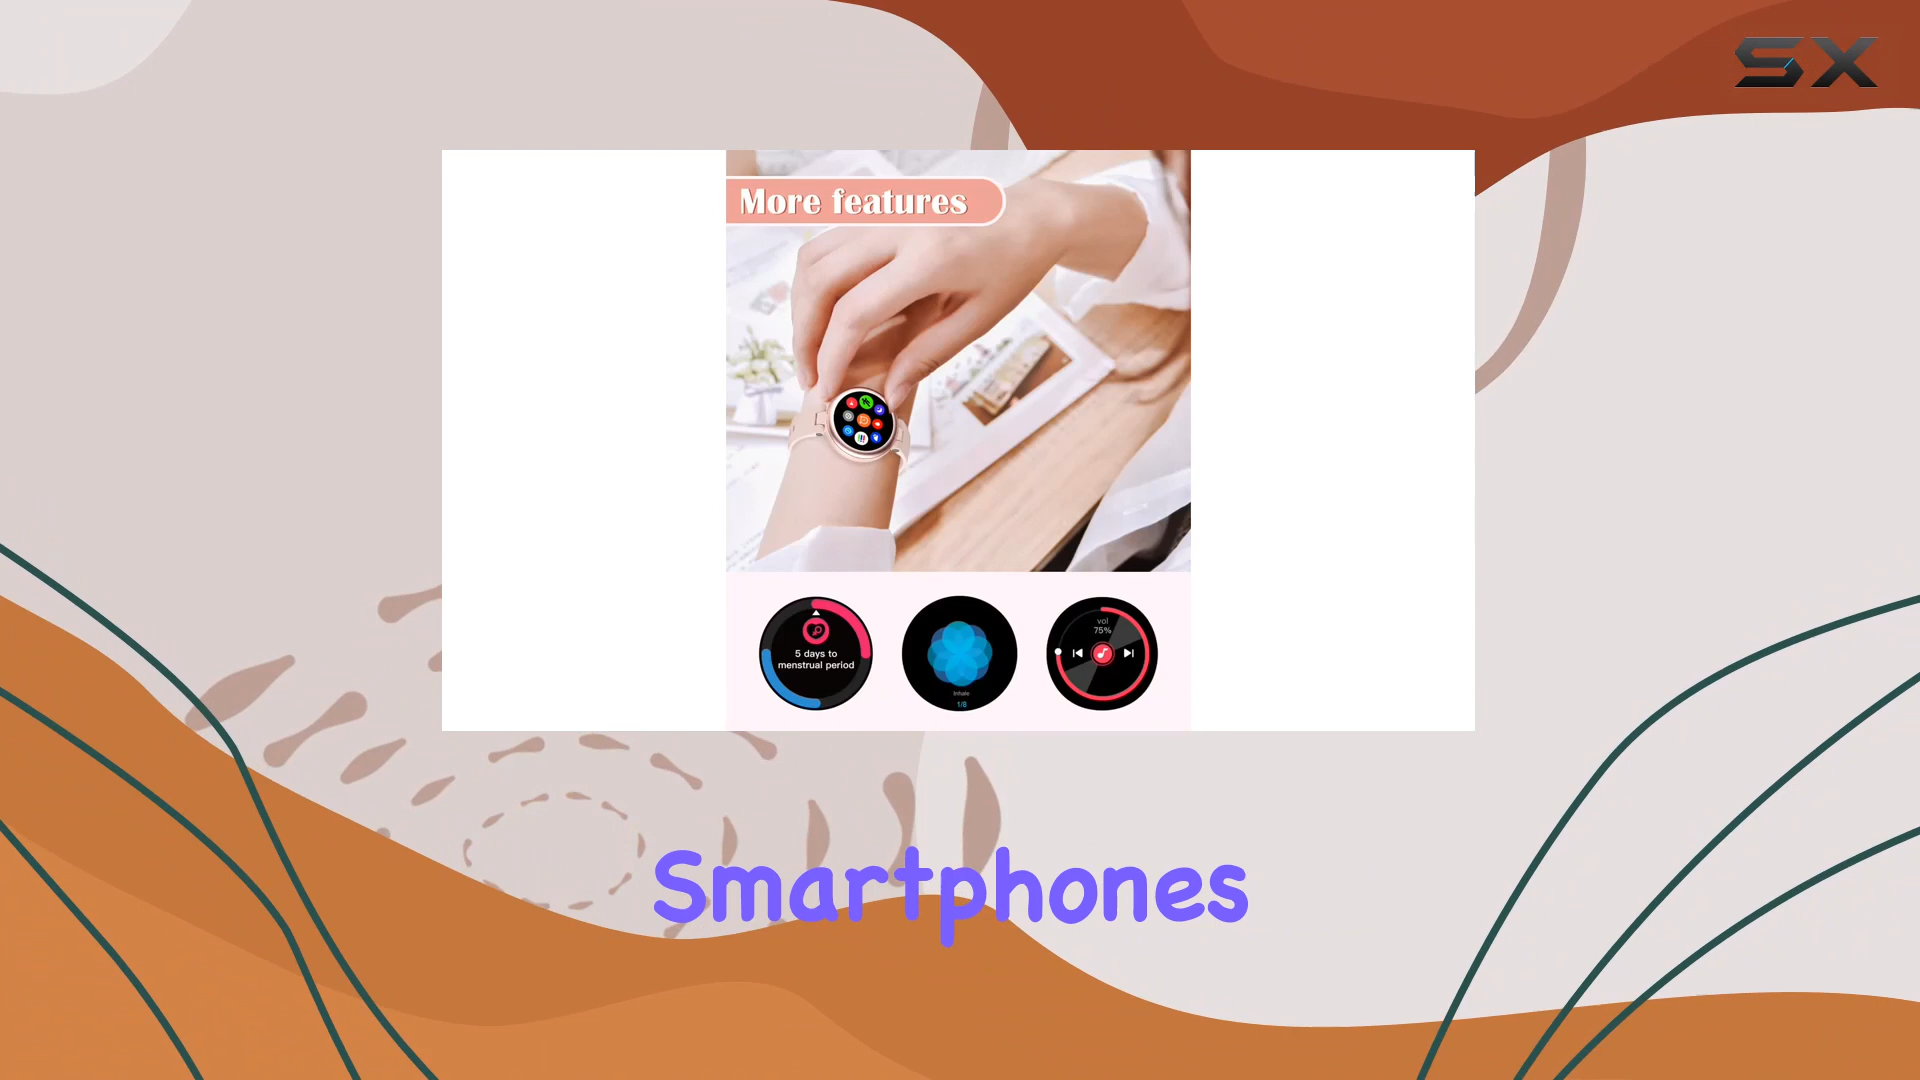 SX
More features
5 days to
menstrual period
Inhale
1/8
vol
75%
Smartphones